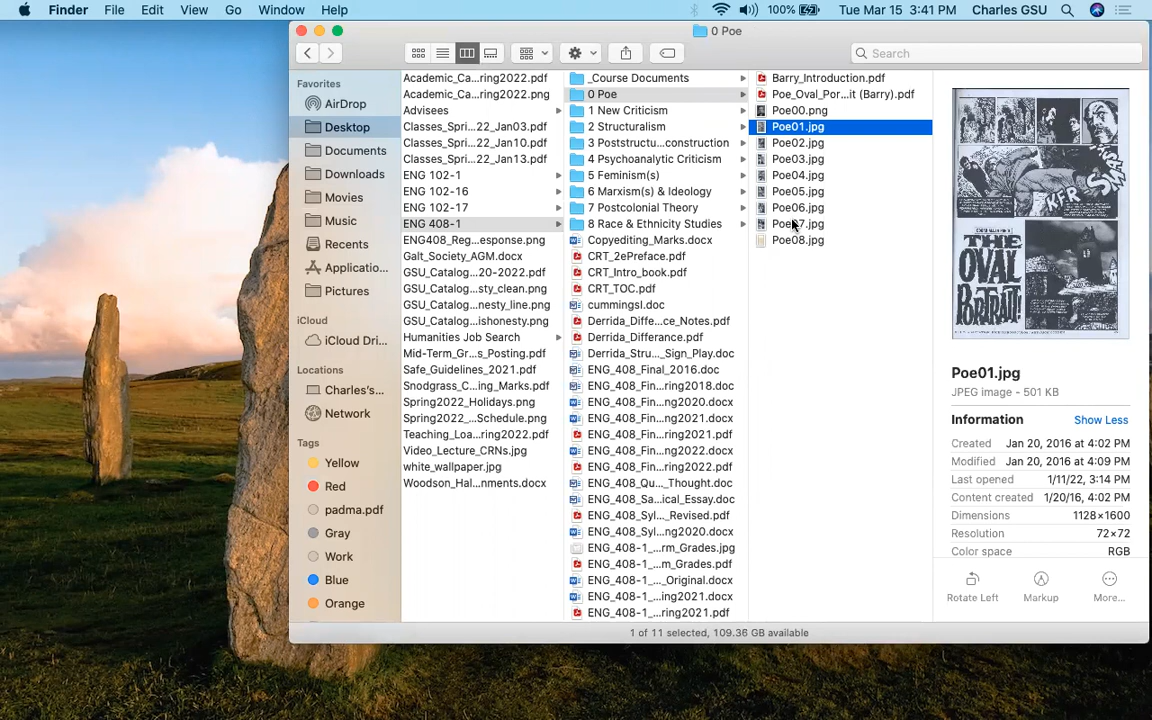 Finder File Edit View Go Window Help 100% Tue Mar 15 3:41 PM Charles GSU
0 Poe
Search
Favorites
AirDrop
Desktop
Documents
Downloads
Movies
Music
Recents
Applicatio...
Pictures
iCloud
iCloud Dri...
Locations
Charles's...
Network
Tags
Yellow
Red
padma.pdf
Gray
Work
Blue
Orange
Academic_Ca...ring2022.pdf
Academic_Ca...ring2022.png
Advisees
Classes_Spri...22_Jan03.pdf
Classes_Spri...22_Jan10.pdf
Classes_Spri...22_Jan13.pdf
ENG 102-1
ENG 102-16
ENG 102-17
ENG 408-1
ENG408_Reg...esponse.png
Galt_Society_AGM.docx
GSU_Catalog...20-2022.pdf
GSU_Catalog...sty_clean.png
GSU_Catalog...nesty_line.png
GSU_Catalog...ishonesty.png
Humanities Job Search
Mid-Term_Gr...s_Posting.pdf
Safe_Guidelines_2021.pdf
Snodgrass_C...ing_Marks.pdf
Spring2022_Holidays.png
Spring2022_...Schedule.png
Teaching_Loa...ring2022.pdf
Video_Lecture_CRNs.jpg
white_wallpaper.jpg
Woodson_Hal...nments.docx
_Course Documents
0 Poe
1 New Criticism
2 Structuralism
3 Poststructu...construction
4 Psychoanalytic Criticism
5 Feminism(s)
6 Marxism(s) & Ideology
7 Postcolonial Theory
8 Race & Ethnicity Studies
Copyediting_Marks.docx
CRT_2ePreface.pdf
CRT_Intro_book.pdf
CRT_TOC.pdf
cummingsl.doc
Derrida_Diffe...ce_Notes.pdf
Derrida_Differance.pdf
Derrida_Stru..._Sign_Play.doc
ENG_408_Final_2016.doc
ENG_408_Fin...ring2018.doc
ENG_408_Fin...ring2020.docx
ENG_408_Fin...ring2021.docx
ENG_408_Fin...ring2021.pdf
ENG_408_Fin...ring2022.docx
ENG_408_Fin...ring2022.pdf
ENG_408_Qu..._Thought.doc
ENG_408_Sa...ical_Essay.doc
ENG_408_Syl..._Revised.pdf
ENG_408_Syl...ng2020.docx
ENG_408-1_...rm_Grades.jpg
ENG_408-1_...m_Grades.pdf
ENG_408-1_..._Original.docx
ENG_408-1_...ing2021.docx
ENG_408-1_...ring2021.pdf
Barry_Introduction.pdf
Poe_Oval_Por...it (Barry).pdf
Poe00.png
Poe01.jpg
Poe02.jpg
Poe03.jpg
Poe04.jpg
Poe05.jpg
Poe06.jpg
Poe08.jpg
SMASH
THE
OVAL
PORTRAIT!
Poe01.jpg
JPEG image - 501 KB
Information Show Less
Created Jan 20, 2016 at 4:02 PM
Modified Jan 20, 2016 at 4:09 PM
Last opened 1/11/22, 3:14 PM
Content created 1/20/16, 4:02 PM
Dimensions 1128×1600
Resolution 72×72
Color space RGB
Rotate Left Markup More...
1 of 11 selected, 109.36 GB available